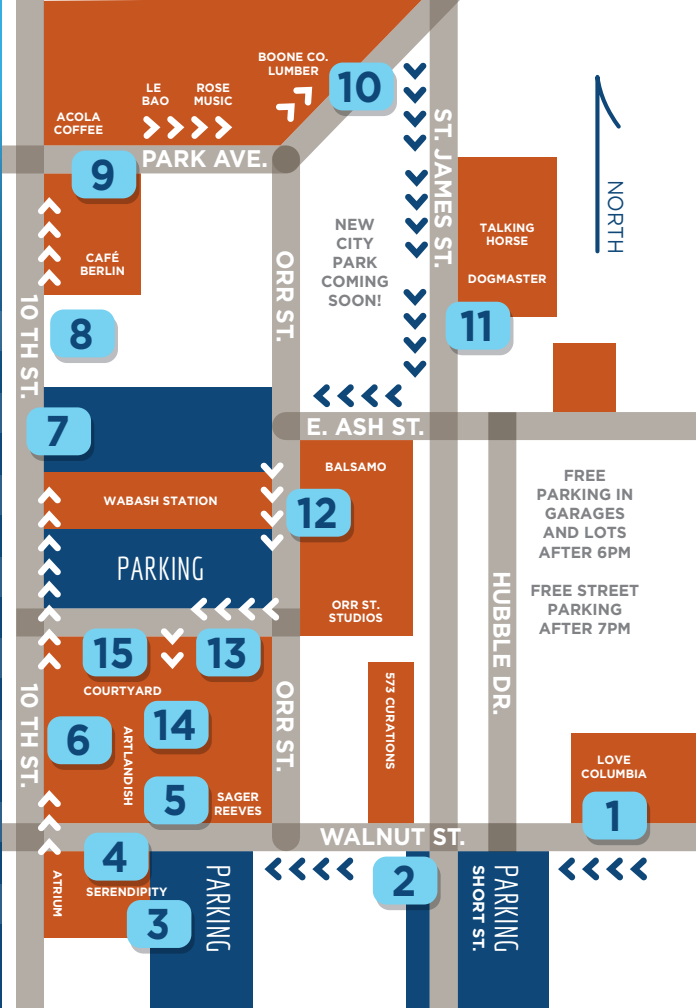 BOONE CO.
LUMBER
10
LE
BAO
ROSE
MUSIC
ACOLA
COFFEE
PARK AVE.
9
ST. JAMES ST.
NORTH
CAFÉ
BERLIN
NEW
CITY
PARK
COMING
SOON!
TALKING
HORSE
DOGMASTER
ORR ST.
10 TH ST.
8
11
7
E. ASH ST.
BALSAMO
WABASH STATION
12
FREE
PARKING IN
GARAGES
AND LOTS
AFTER 6PM
FREE STREET
PARKING
AFTER 7PM
PARKING
ORR ST.
STUDIOS
HUBBLE DR.
15
13
COURTYARD
10 TH ST.
6
ARTLANDISH
14
ORR ST.
573 CURATIONS
5
SAGER
REEVES
LOVE
COLUMBIA
1
WALNUT ST.
4
ATRIUM
SERENDIPITY
3
PARKING
2
SHORT ST.
PARKING